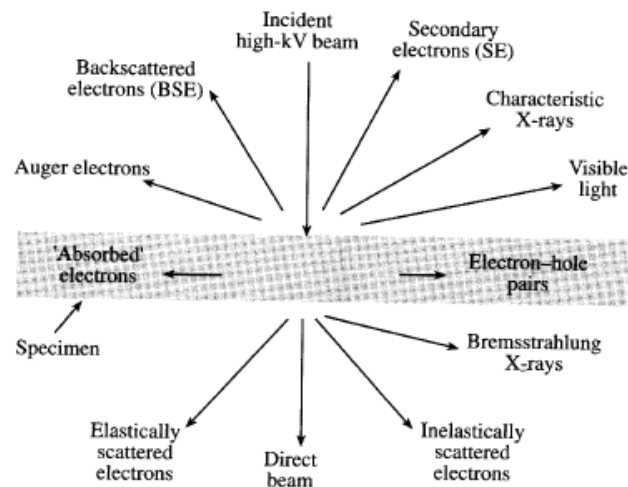 Incident
high-kV beam
Secondary
electrons (SE)
Backscattered
electrons (BSE)
Characteristic
X-rays
Auger electrons
Visible
light
'Absorbed'
electrons
Electron–hole
pairs
Specimen
Bremsstrahlung
X-rays
Elastically
scattered
electrons
Direct
beam
Inelastically
scattered
electrons